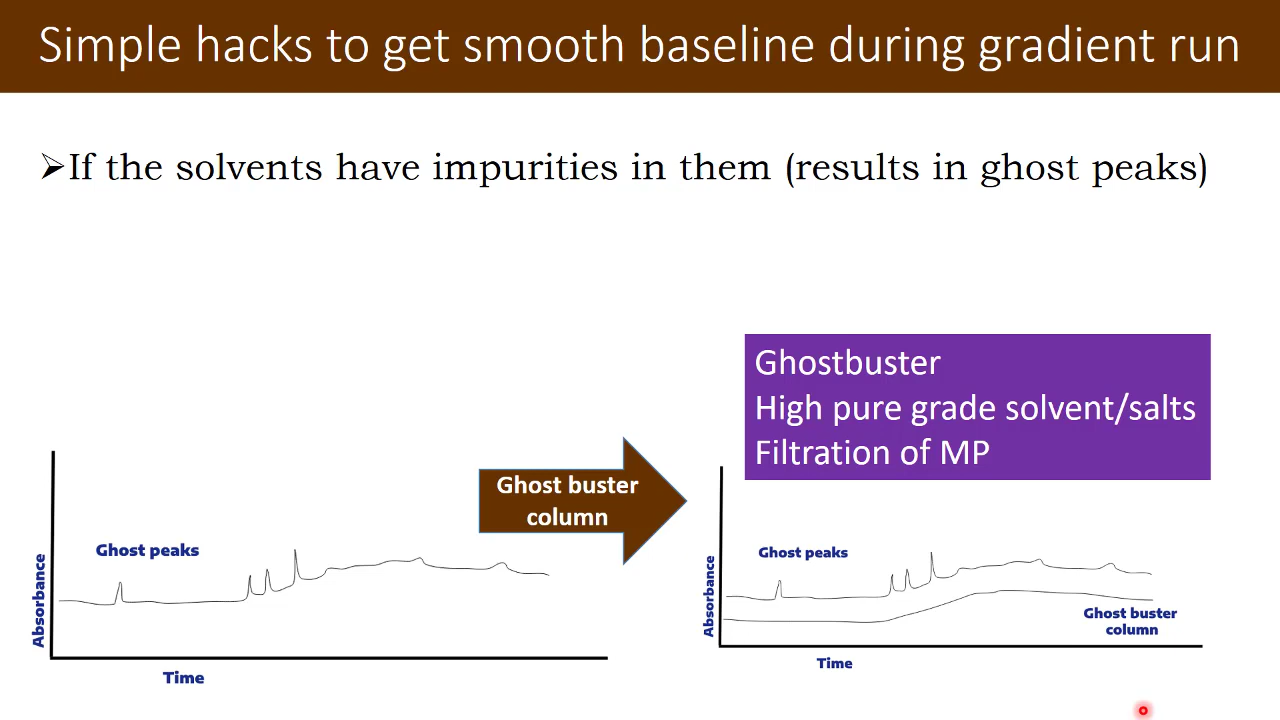 Simple hacks to get smooth baseline during gradient run
➢If the solvents have impurities in them (results in ghost peaks)
Ghostbuster
High pure grade solvent/salts
Filtration of MP
Ghost buster
column
Ghost peaks
Absorbance
Time
Ghost peaks
Absorbance
Ghost buster
column
Time